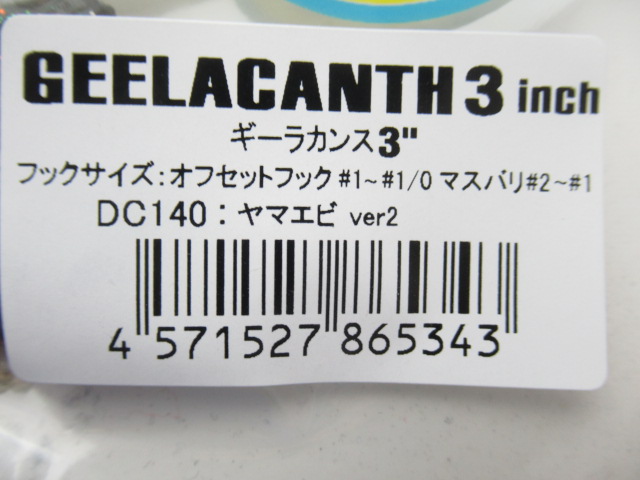 GEELACANTH 3 inch
ギーラカンス3"
フックサイズ:オフセットフック #1~#1/0 マスバリ#2~#1
DC140:ヤマエビ ver2
4 571527 865343